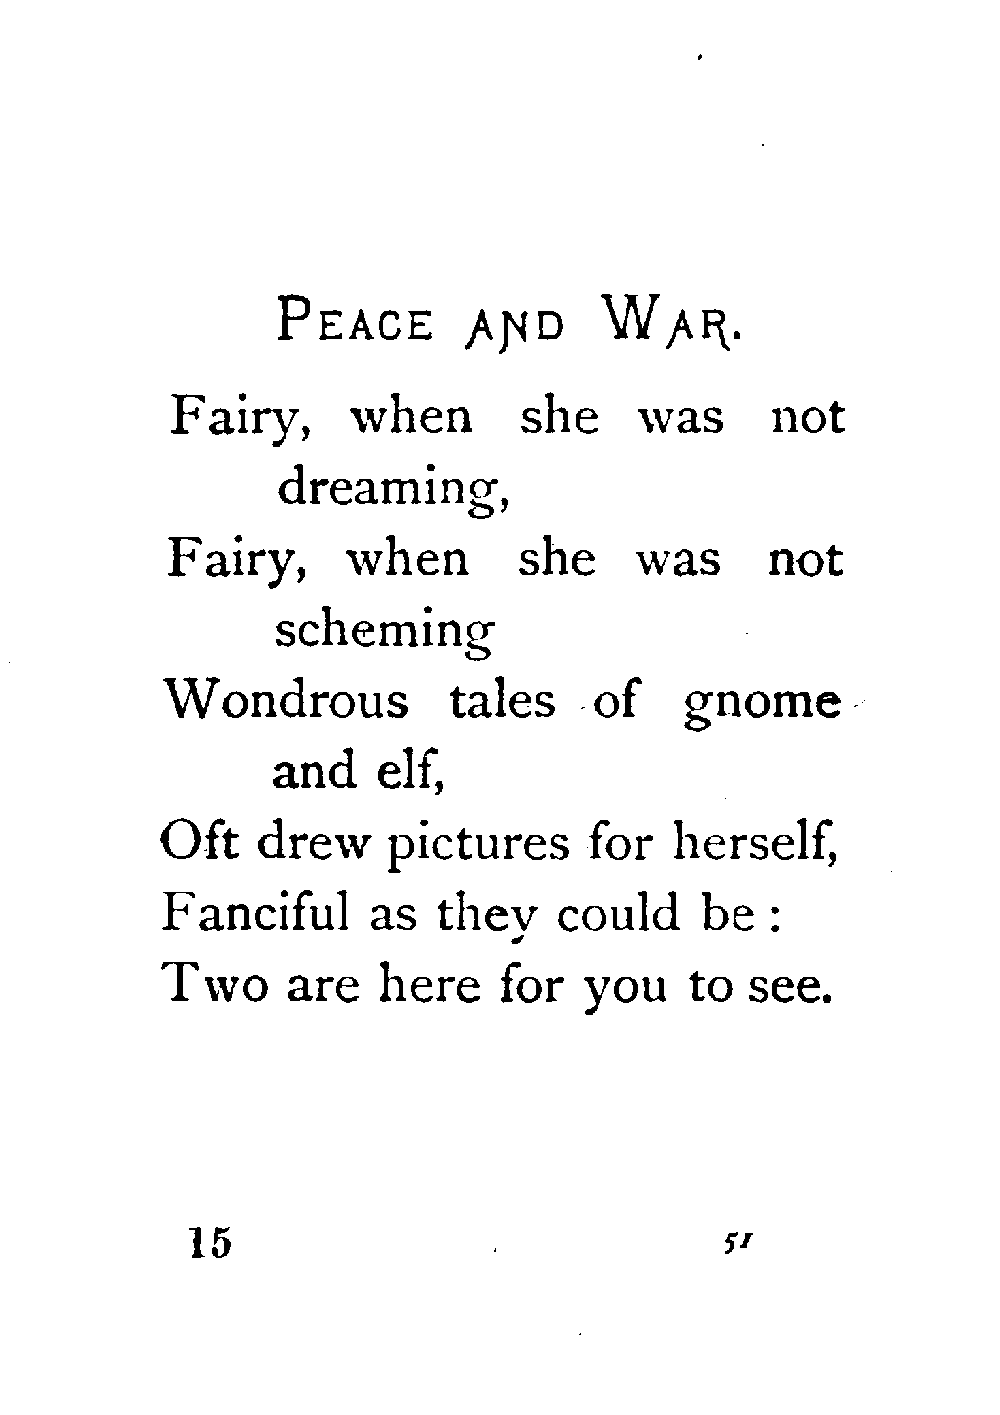 Peace and War.
Fairy, when she was not
dreaming,
Fairy, when she was not
scheming
Wondrous tales of gnome
and elf,
Oft drew pictures for herself,
Fanciful as they could be :
Two are here for you to see.
15 51